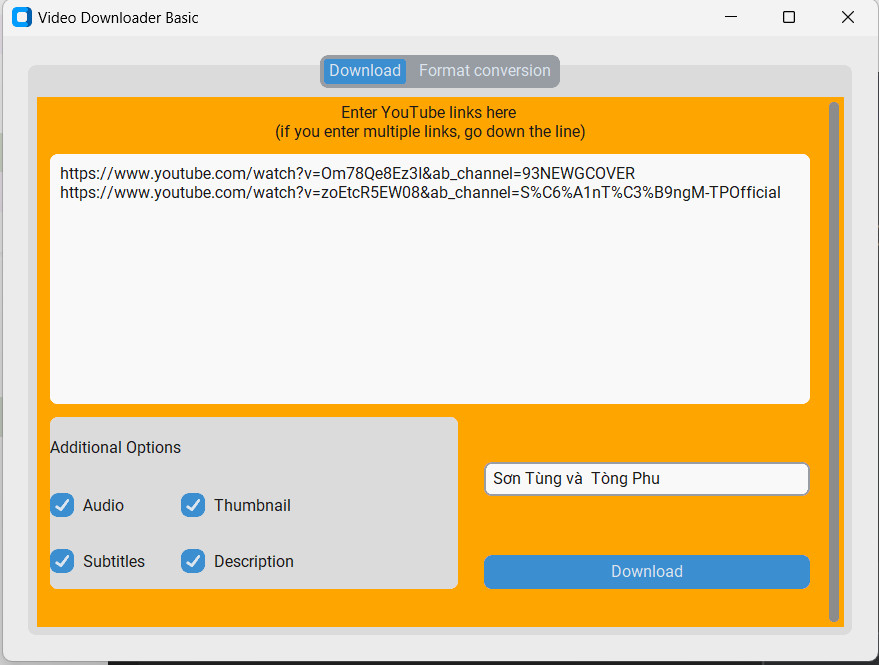 Video Downloader Basic
Download
Format conversion
Enter YouTube links here
(if you enter multiple links, go down the line)
https://www.youtube.com/watch?v=Om78Qe8Ez3I&ab_channel=93NEWGCOVER
https://www.youtube.com/watch?v=zoEtcR5EW08&ab_channel=S%C6%A1nT%C3%B9ngM-TPOfficial
Additional Options
Sơn Tùng và  Tòng Phu
Audio
Thumbnail
Subtitles
Description
Download